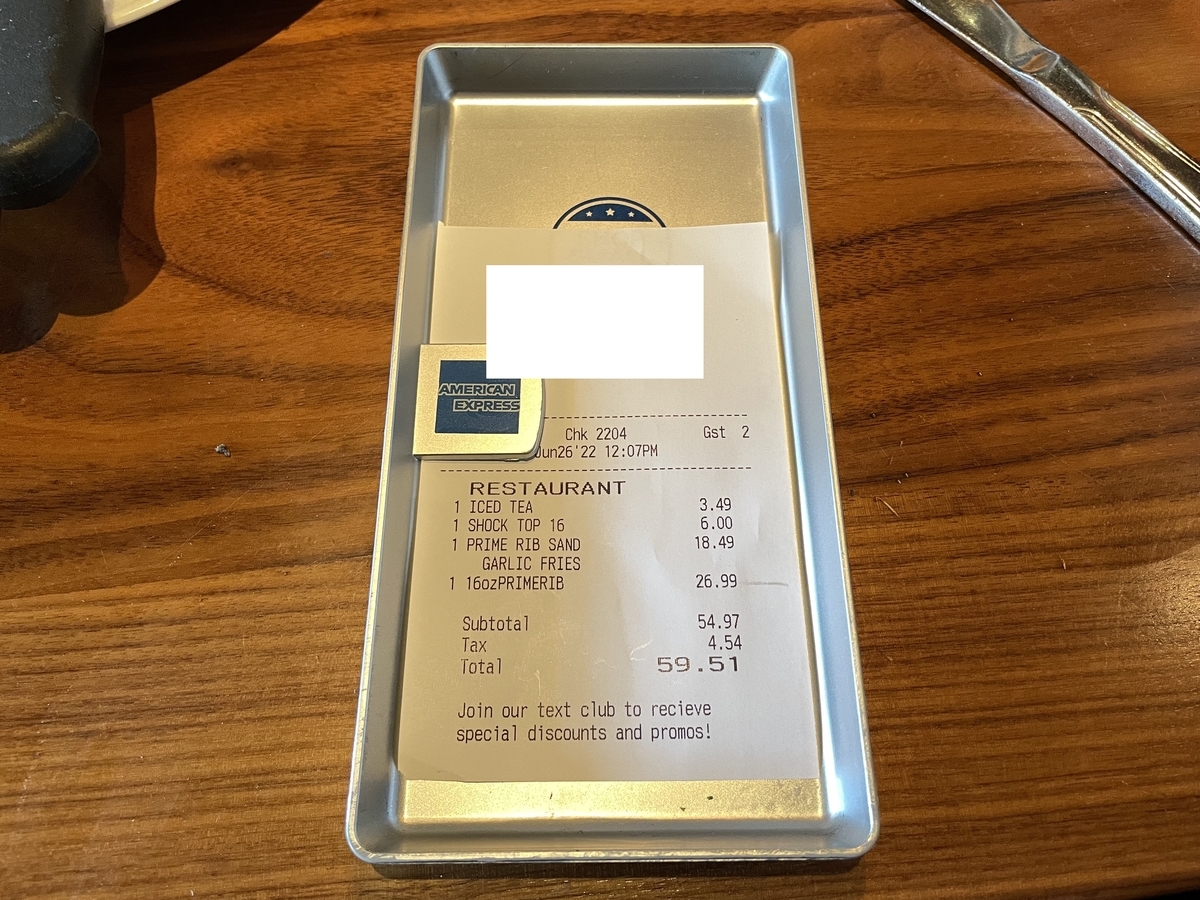 AMERICAN
EXPRESS
Chk 2204 Gst 2
Jun26'22 12:07PM
RESTAURANT
1 ICED TEA 3.49
1 SHOCK TOP 16 6.00
1 PRIME RIB SAND 18.49
GARLIC FRIES
1 16ozPRIMERIB 26.99
Subtotal 54.97
Tax 4.54
Total 59.51
Join our text club to recieve
special discounts and promos!